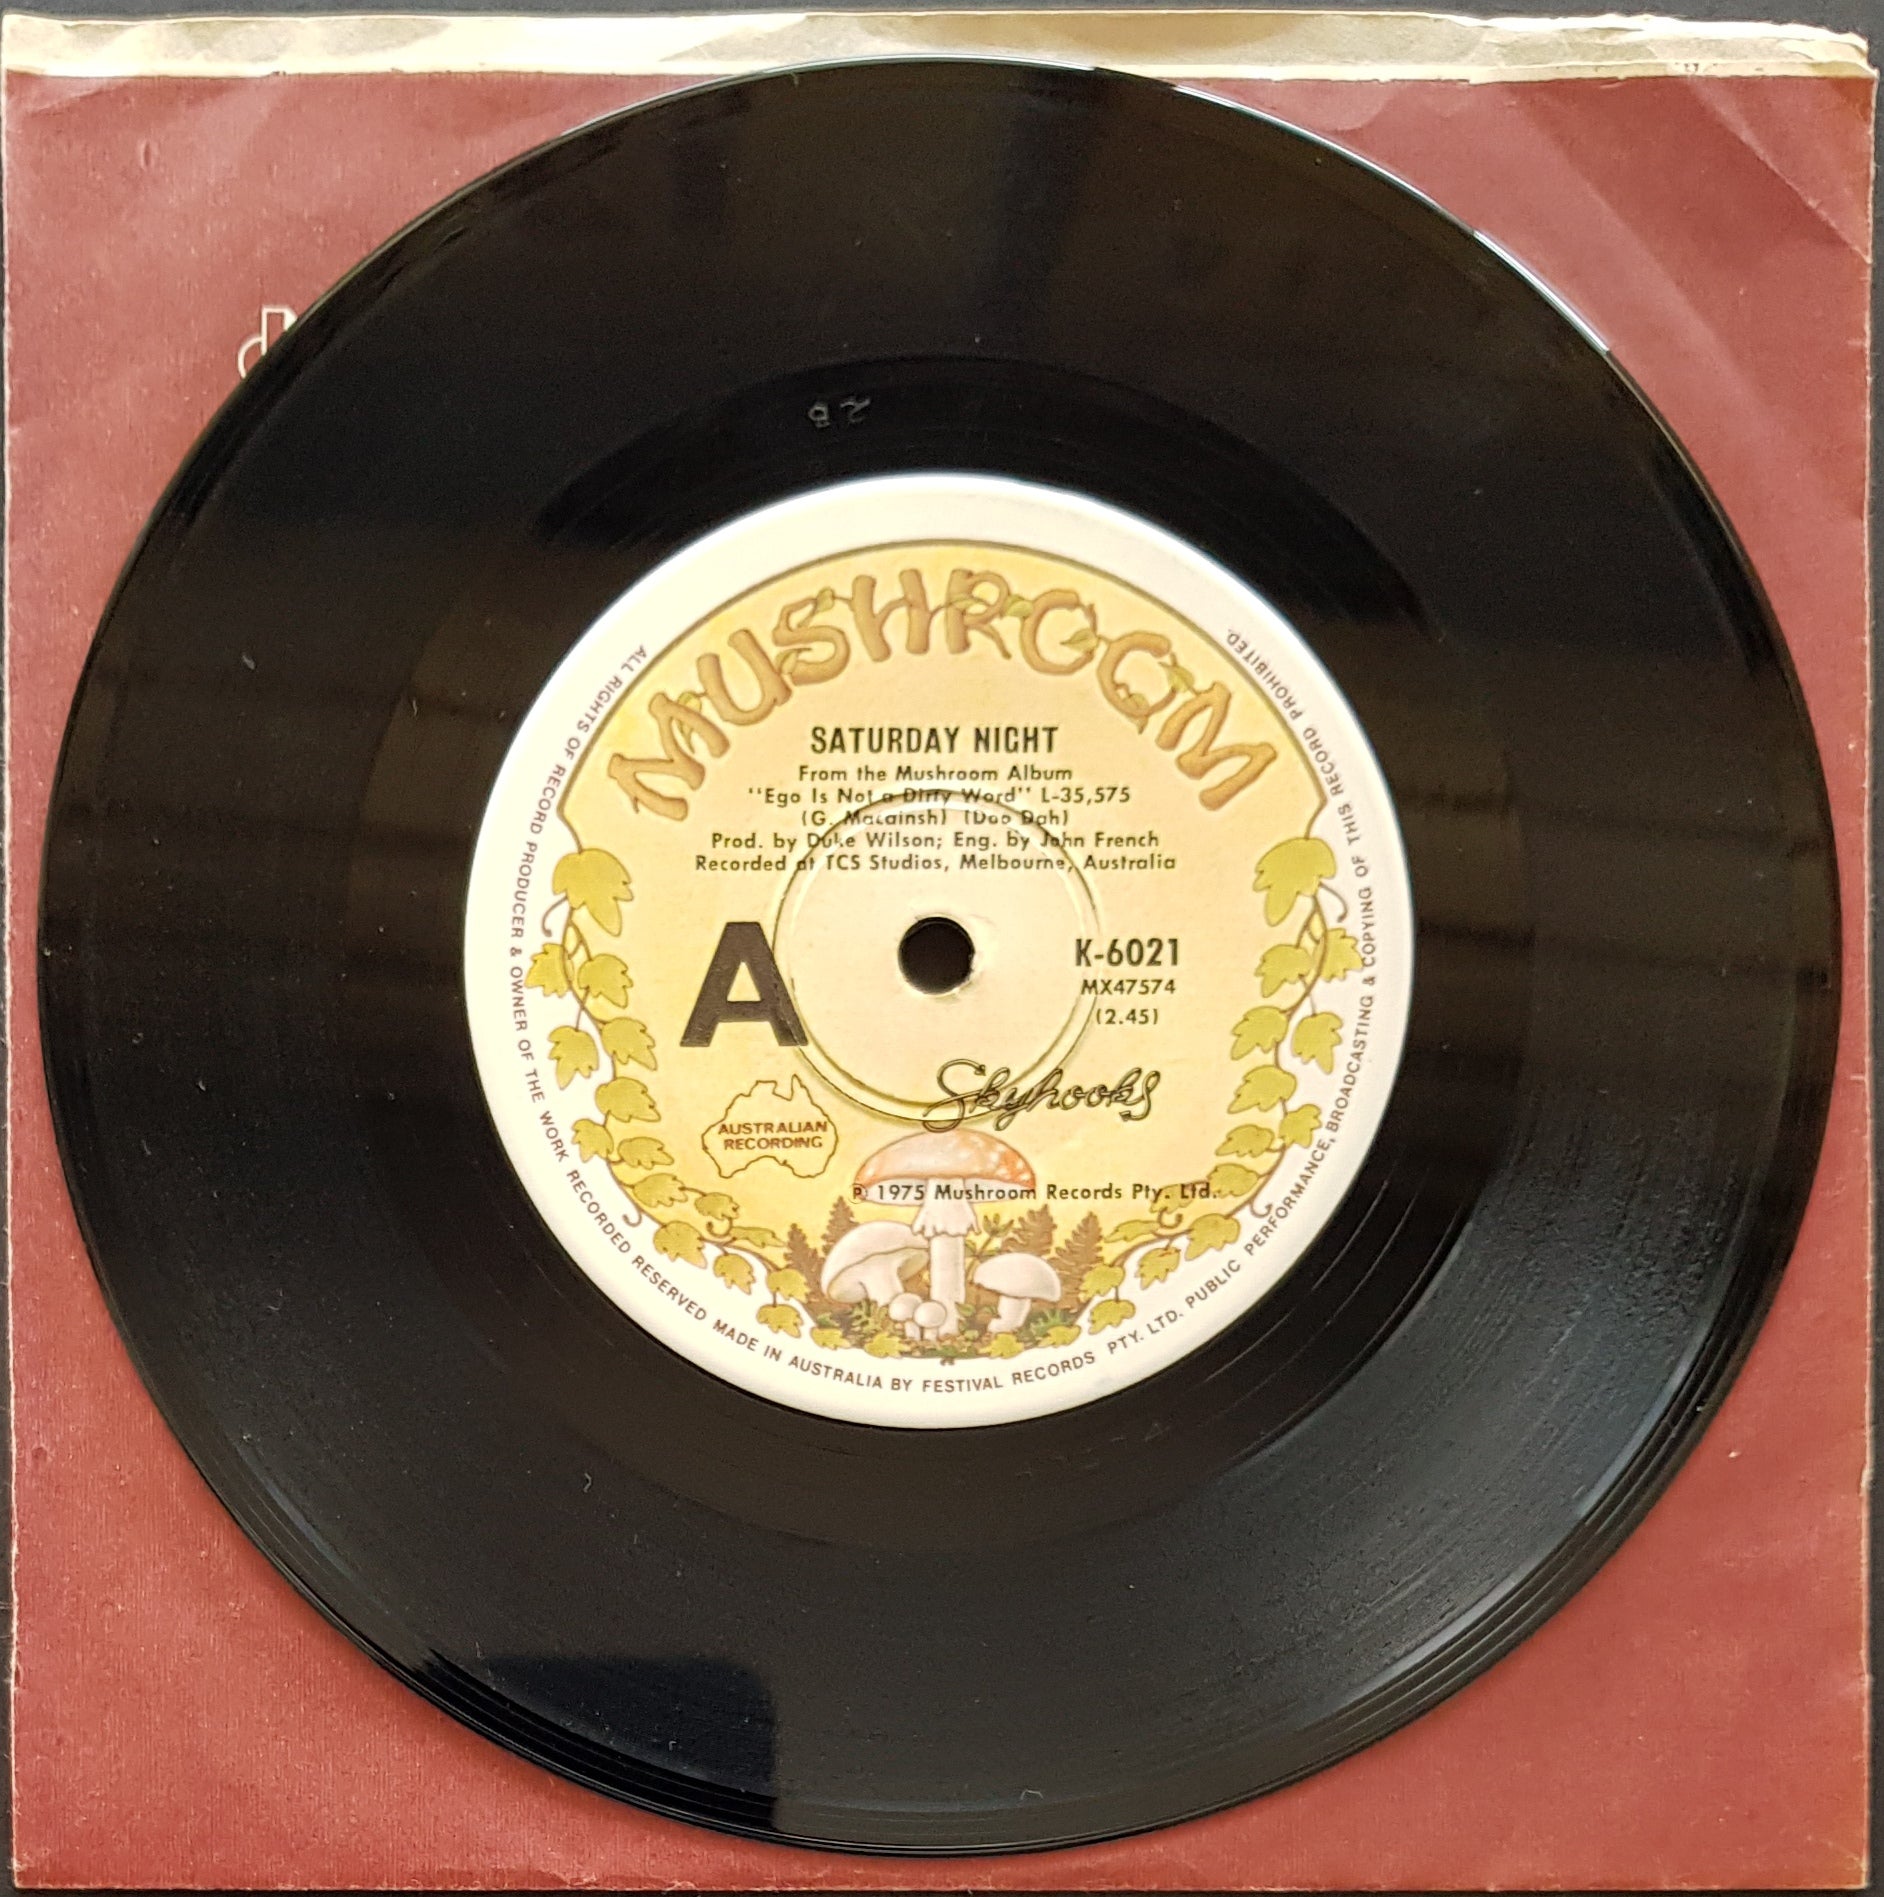 MUSHROOM
SATURDAY NIGHT
From the Mushroom Album
"Ego Is Not a Dirty Word" L-35,575
(G. Macainsh) (Doo Dah)
Prod. by Duke Wilson; Eng. by John French
Recorded at TCS Studios, Melbourne, Australia
A
K-6021
MX47574
(2.45)
Skyhooks
AUSTRALIAN
RECORDING
℗ 1975 Mushroom Records Pty. Ltd.
ALL RIGHTS OF RECORD PRODUCER & OWNER OF THE WORK RECORDED RESERVED MADE IN AUSTRALIA BY FESTIVAL RECORDS PTY. LTD. PUBLIC PERFORMANCE, BROADCASTING & COPYING OF THIS RECORD PROHIBITED.